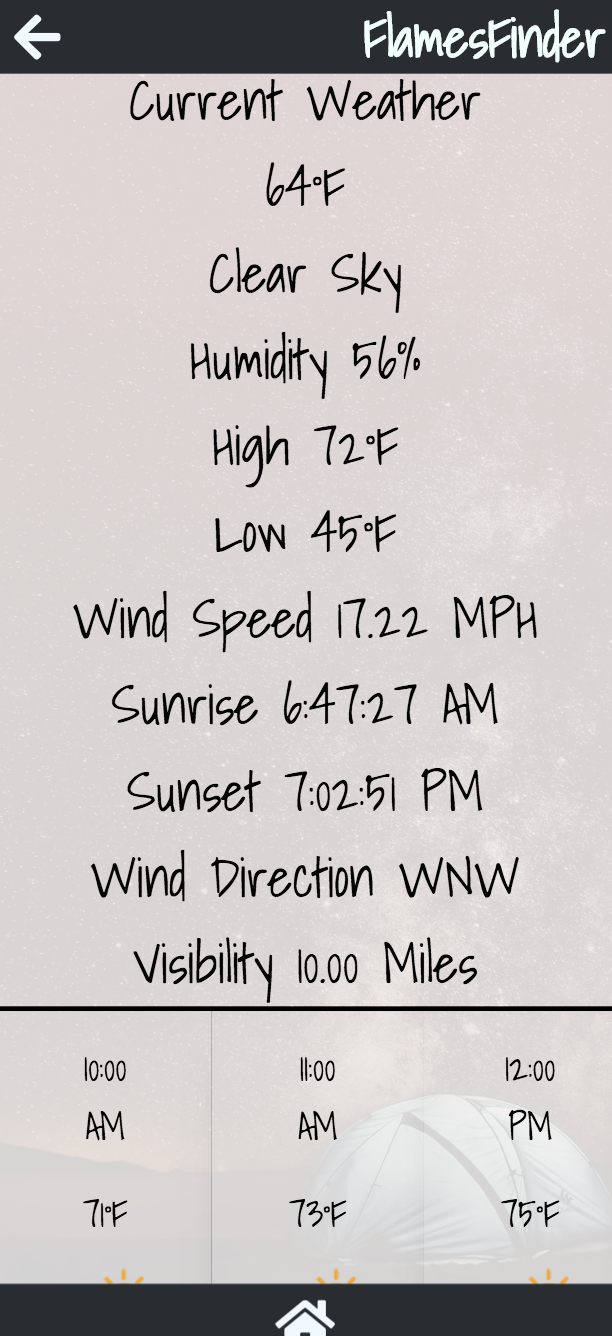 FlamesFinder
Current Weather
64°F
Clear Sky
Humidity 56%
High 72°F
Low 45°F
Wind Speed 17.22 MPH
Sunrise 6:47:27 AM
Sunset 7:02:51 PM
Wind Direction WNW
Visibility 10.00 Miles
10:00 11:00 12:00
AM AM PM
71°F 73°F 75°F